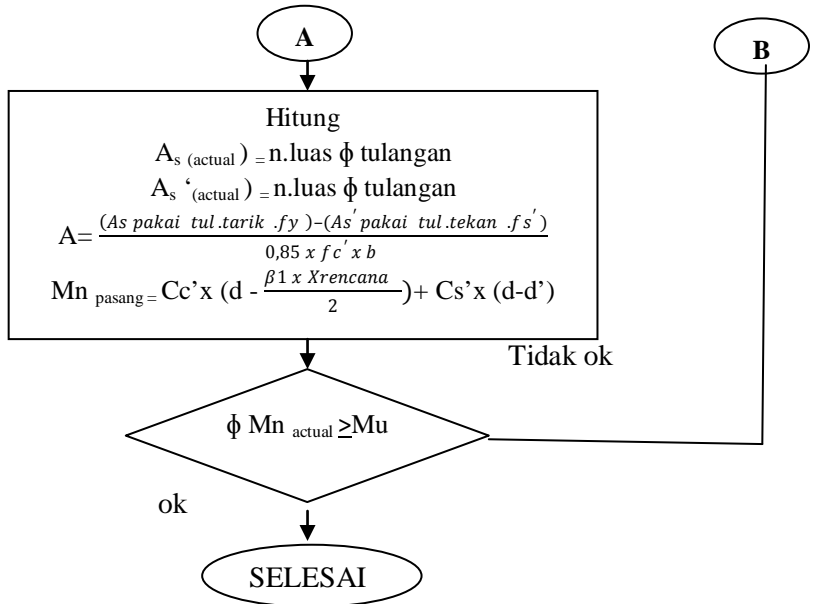 A
B
Hitung
As (actual) = n.luas ϕ tulangan
As ‘(actual) = n.luas ϕ tulangan
A= (As pakai tul.tarik .fy )−(As′ pakai tul.tekan .fs′) / 0,85 x fc′ x b
Mn pasang = Cc’x (d - β1 x Xrencana / 2)+ Cs’x (d-d’)
Tidak ok
ϕ Mn actual ≥Mu
ok
SELESAI